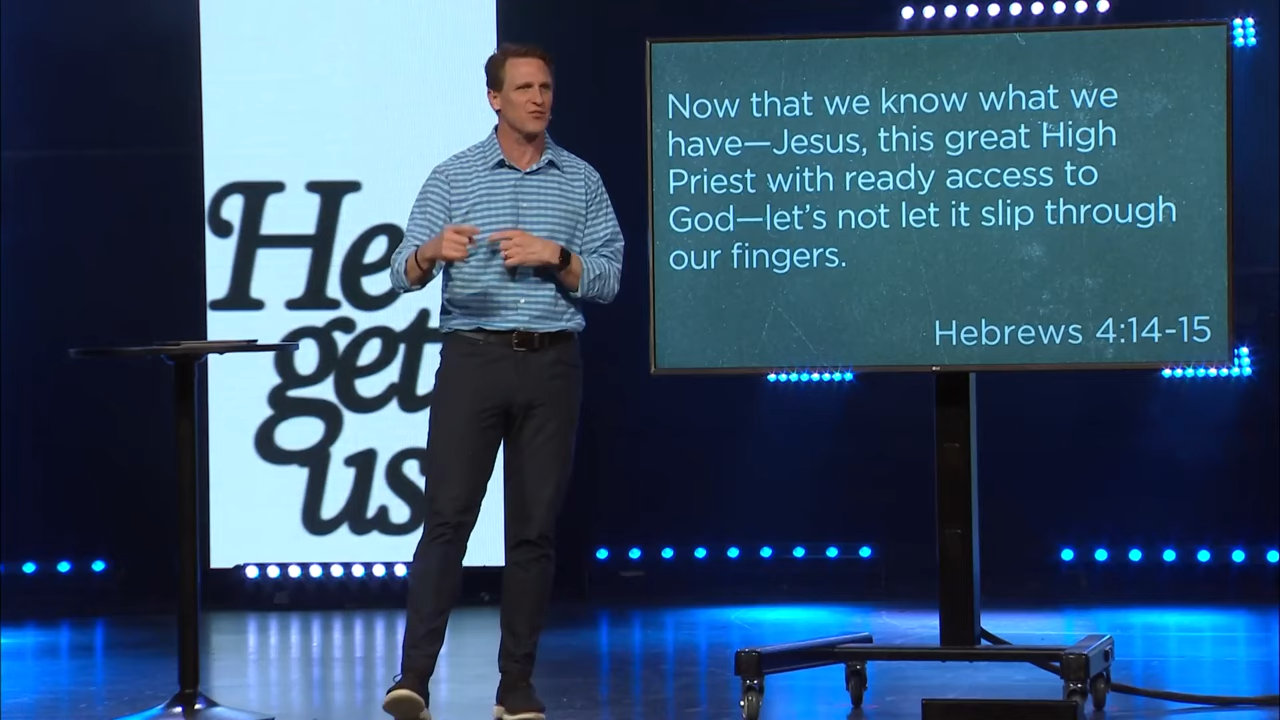 He
get
us
Now that we know what we
have—Jesus, this great High
Priest with ready access to
God—let's not let it slip through
our fingers.
Hebrews 4:14-15